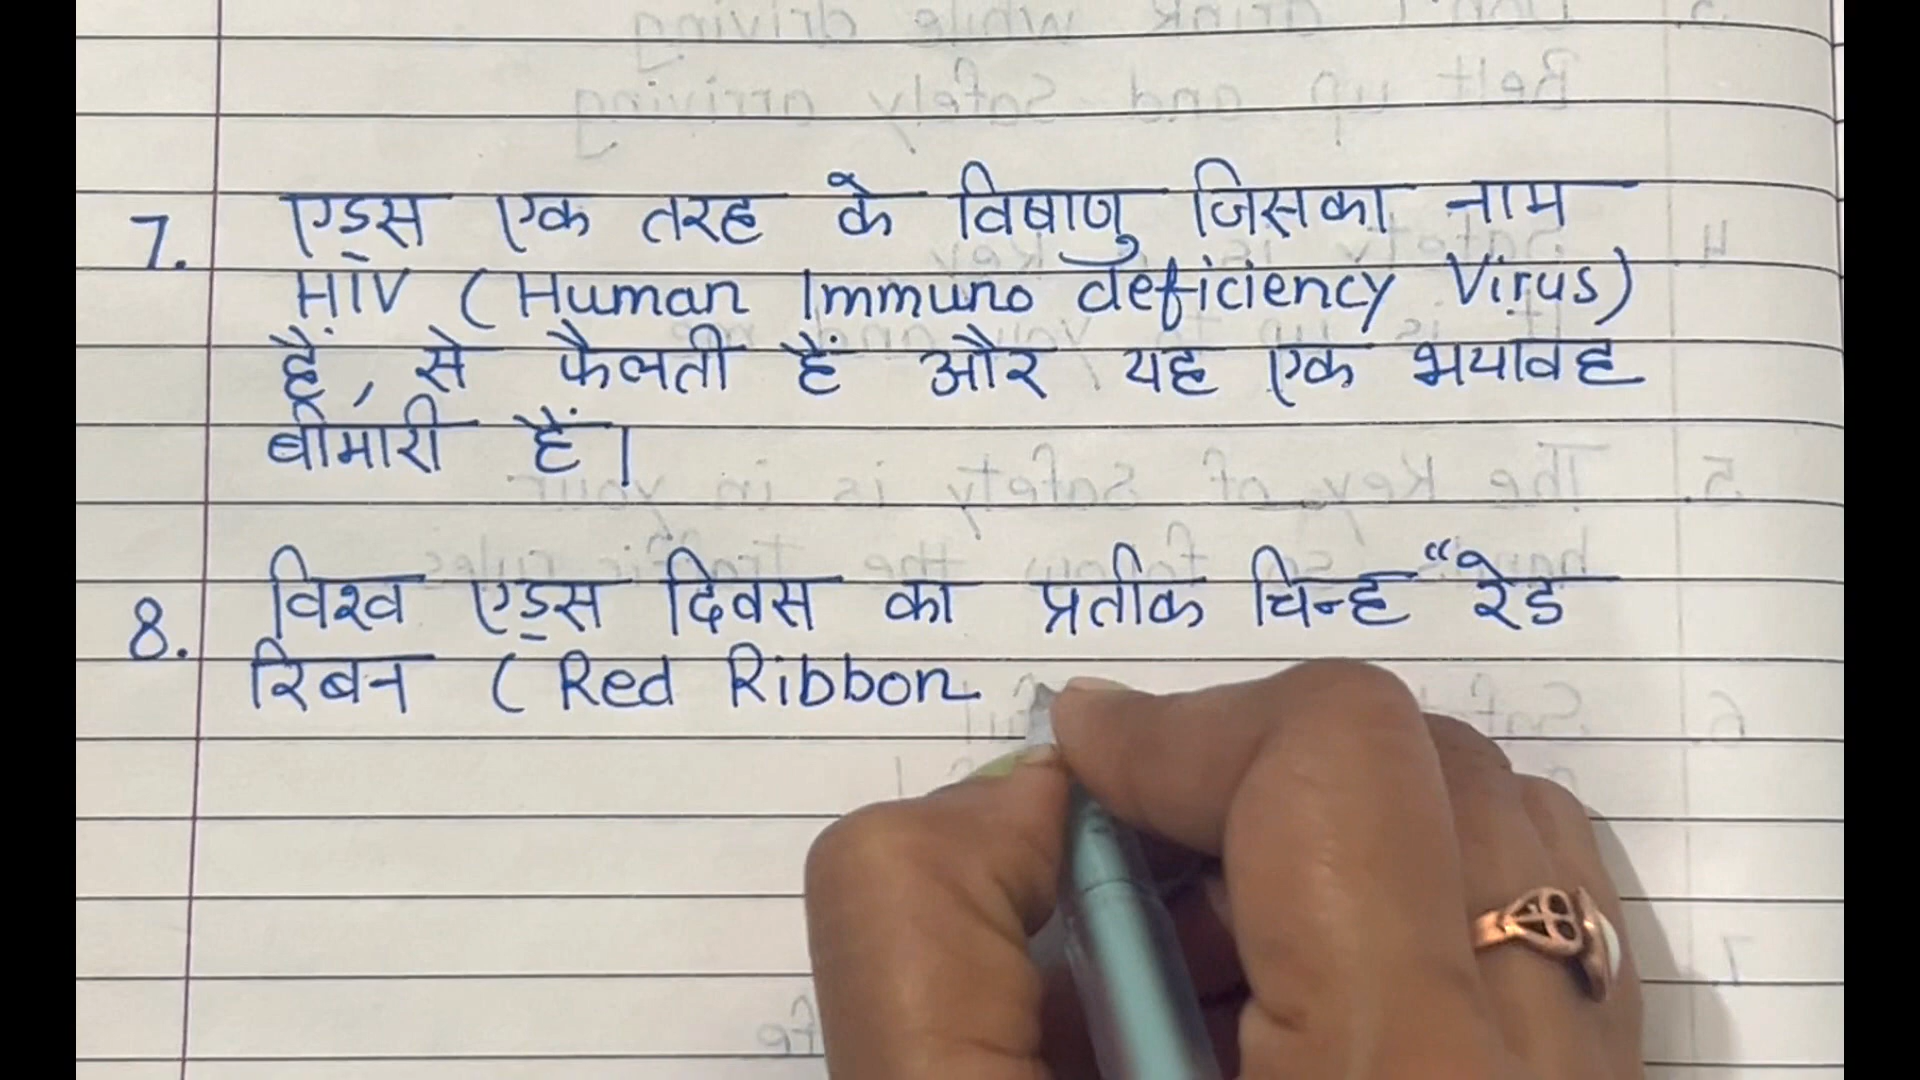 7. एड्स एक तरह के विषाणु जिसका नाम
HIV (Human Immuno deficiency Virus)
हैं, से फैलती हैं और यह एक भयावह
बीमारी हैं।
8. विश्व एड्स दिवस का प्रतीक चिन्ह “रेड
रिबन (Red Ribbon